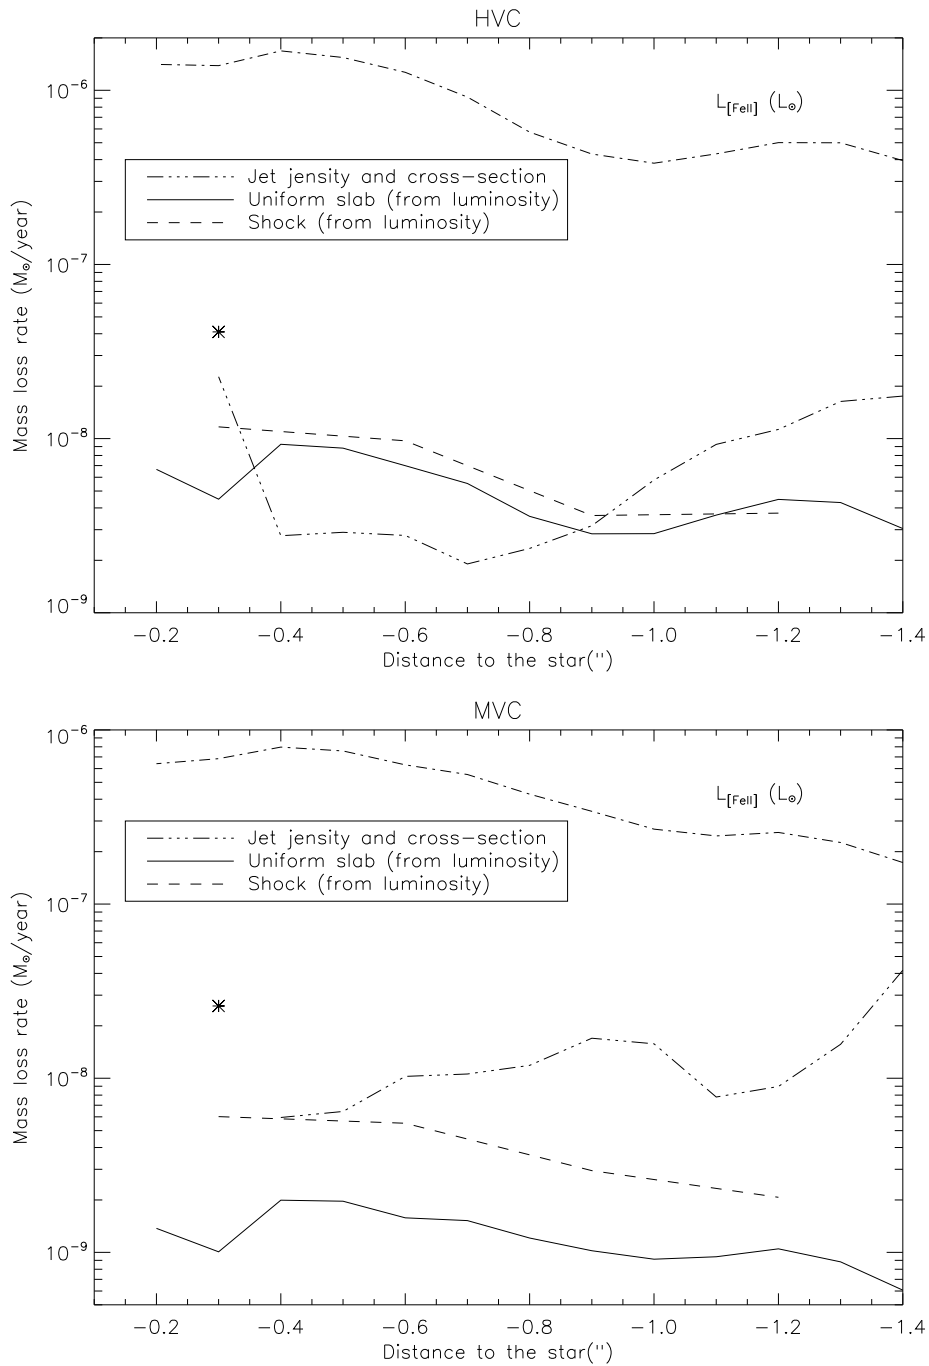 HVC
L[FeII] (L⊙)
Jet jensity and cross-section
Uniform slab (from luminosity)
Shock (from luminosity)
Mass loss rate (M⊙/year)
10⁻⁶
10⁻⁷
10⁻⁸
10⁻⁹
-0.2 -0.4 -0.6 -0.8 -1.0 -1.2 -1.4
Distance to the star(")
MVC
L[FeII] (L⊙)
Jet jensity and cross-section
Uniform slab (from luminosity)
Shock (from luminosity)
Mass loss rate (M⊙/year)
10⁻⁶
10⁻⁷
10⁻⁸
10⁻⁹
-0.2 -0.4 -0.6 -0.8 -1.0 -1.2 -1.4
Distance to the star(")